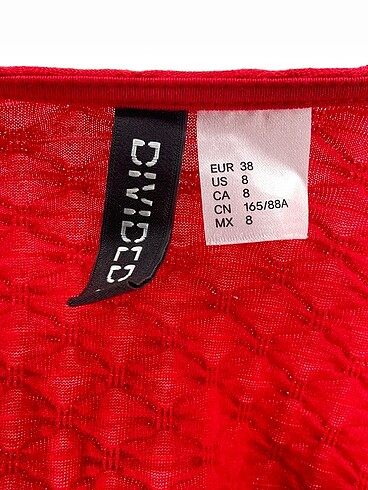 DIVIDED
EUR 38
US 8
CA 8
CN 165/88A
MX 8